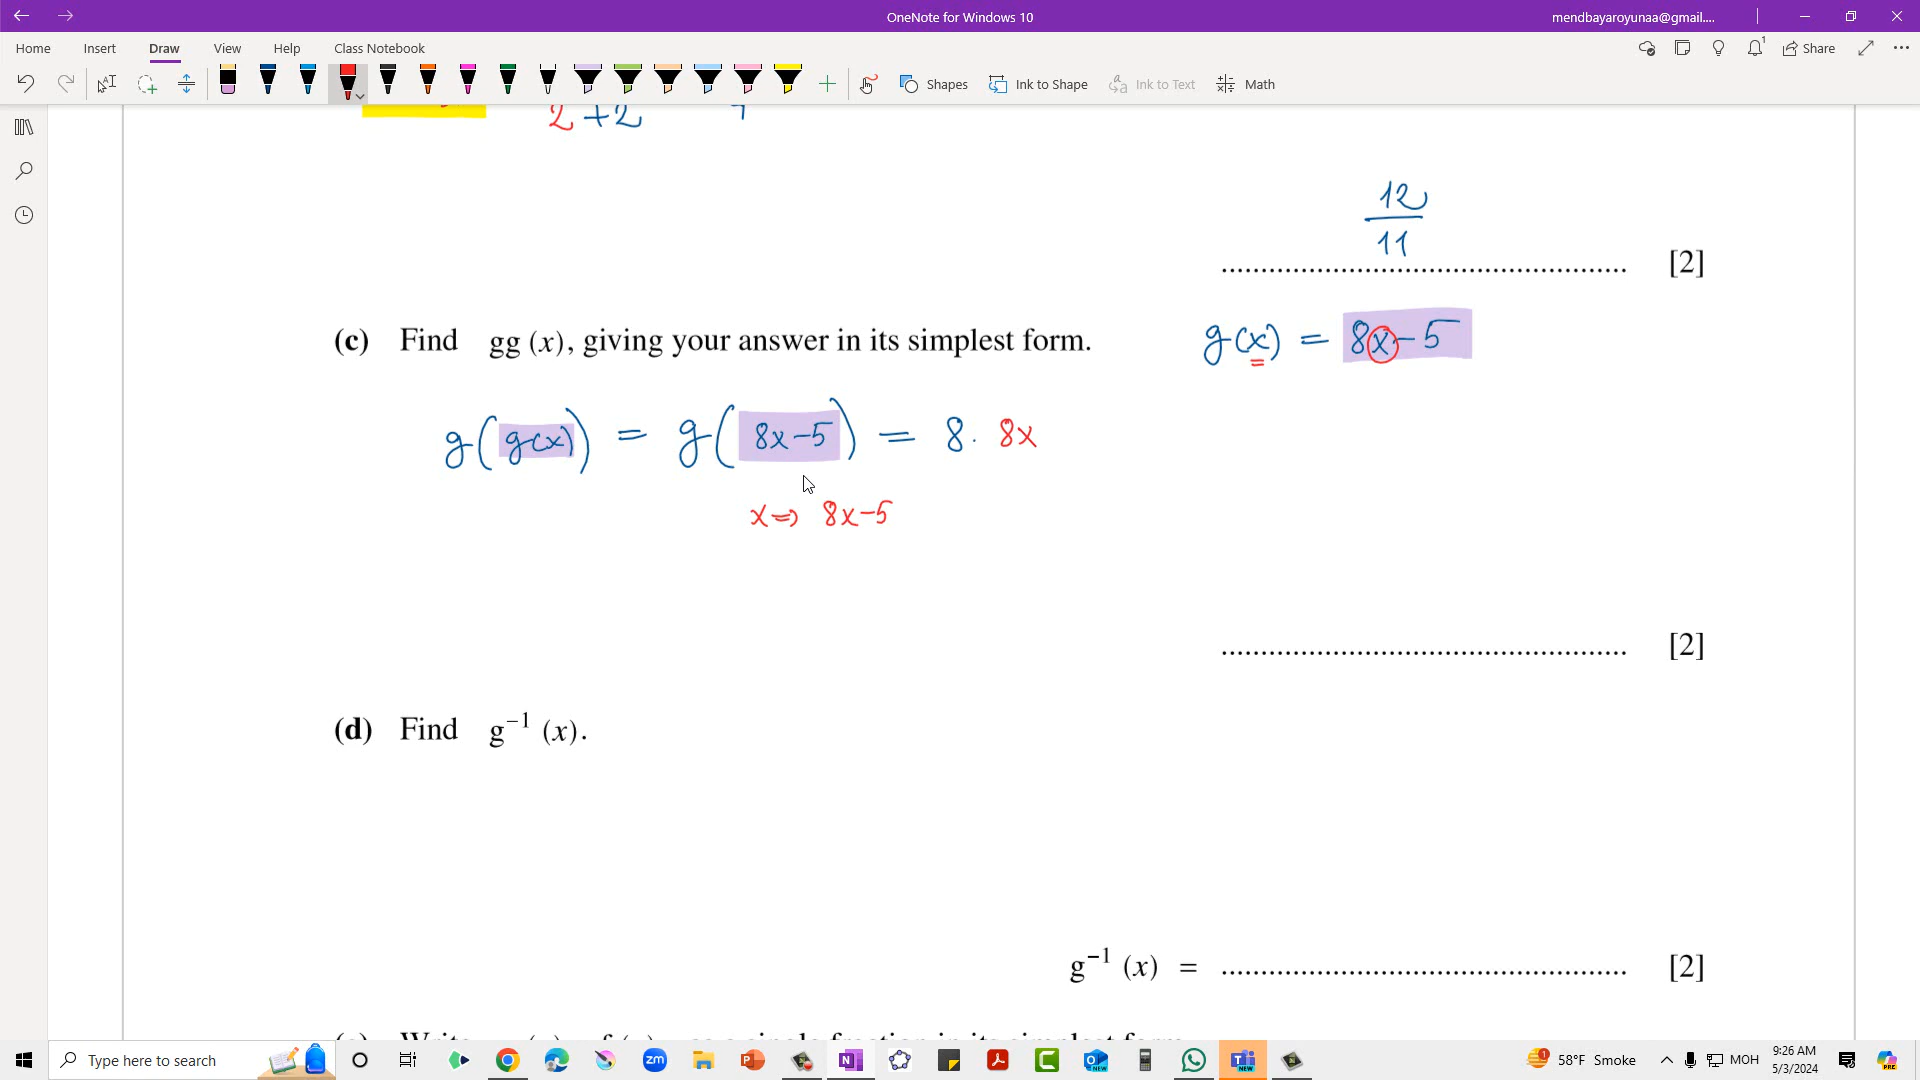 OneNote for Windows 10
mendbayaroyunaa@gmail....
Home Insert Draw View Help Class Notebook
Share
Shapes Ink to Shape Ink to Text Math
2 + 2
12
11
[2]
(c) Find gg (x), giving your answer in its simplest form.
g(x) = 8x-5
g(g(x)) = g(8x-5) = 8. 8x
x ⇒ 8x-5
[2]
(d) Find g⁻¹ (x).
g⁻¹ (x) = .................................................... [2]
Type here to search
58°F Smoke
MOH
9:26 AM
5/3/2024